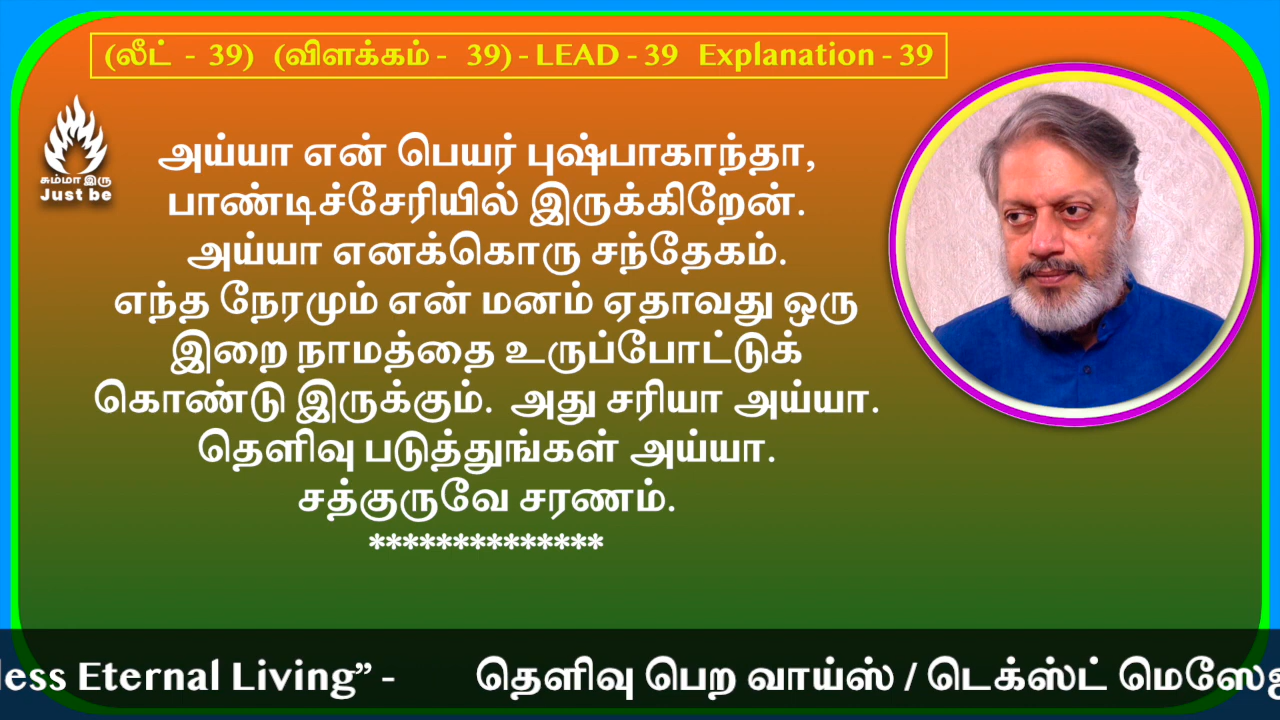 (லீட் - 39) (விளக்கம் - 39) - LEAD - 39 Explanation - 39
சும்மா இரு
Just be
அய்யா என் பெயர் புஷ்பாகாந்தா,
பாண்டிச்சேரியில் இருக்கிறேன்.
அய்யா எனக்கொரு சந்தேகம்.
எந்த நேரமும் என் மனம் ஏதாவது ஒரு
இறை நாமத்தை உருப்போட்டுக்
கொண்டு இருக்கும். அது சரியா அய்யா.
தெளிவு படுத்துங்கள் அய்யா.
சத்குருவே சரணம்.
**************
less Eternal Living” - தெளிவு பெற வாய்ஸ் / டெக்ஸ்ட்